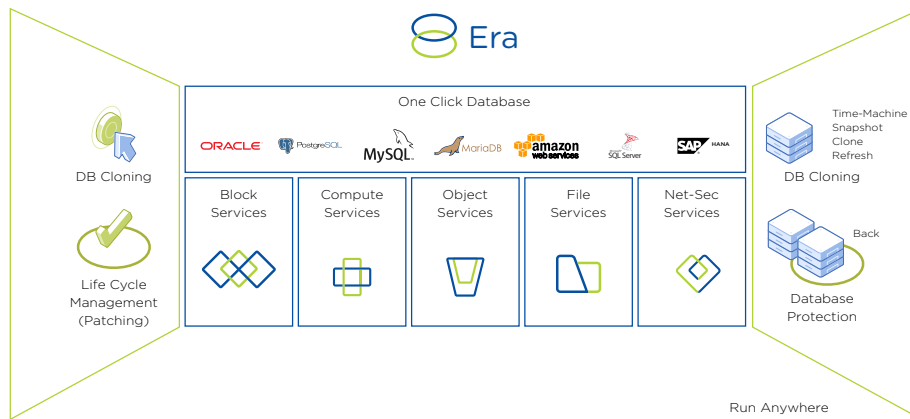 Era
One Click Database
ORACLE
PostgreSQL
MySQL
MariaDB
amazon
web services
SQL Server
SAP HANA
DB Cloning
Life Cycle
Management
(Patching)
Block
Services
Compute
Services
Object
Services
File
Services
Net-Sec
Services
Time-Machine
Snapshot
Clone
Refresh
DB Cloning
Back
Database
Protection
Run Anywhere